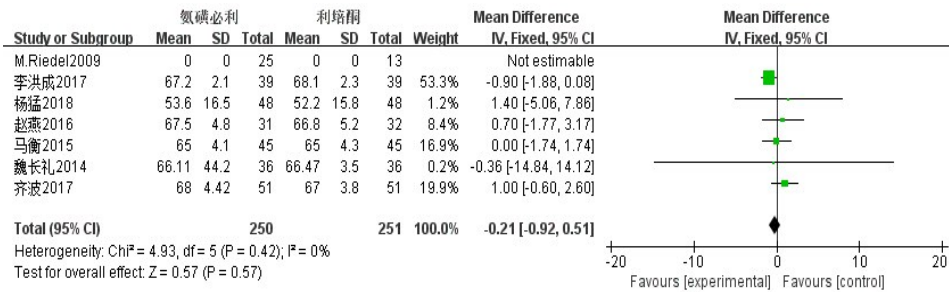 氨磺必利 利培酮 Mean Difference Mean Difference
Study or Subgroup Mean SD Total Mean SD Total Weight IV, Fixed, 95% CI IV, Fixed, 95% CI
M.Riedel2009 0 0 25 0 0 13 Not estimable
李洪成2017 67.2 2.1 39 68.1 2.3 39 53.3% -0.90 [-1.88, 0.08]
杨猛2018 53.6 16.5 48 52.2 15.8 48 1.2% 1.40 [-5.06, 7.86]
赵燕2016 67.5 4.8 31 66.8 5.2 32 8.4% 0.70 [-1.77, 3.17]
马衡2015 65 4.1 45 65 4.3 45 16.9% 0.00 [-1.74, 1.74]
魏长礼2014 66.11 44.2 36 66.47 3.5 36 0.2% -0.36 [-14.84, 14.12]
齐波2017 68 4.42 51 67 3.8 51 19.9% 1.00 [-0.60, 2.60]
Total (95% CI) 250 251 100.0% -0.21 [-0.92, 0.51]
Heterogeneity: Chi² = 4.93, df = 5 (P = 0.42); I² = 0%
Test for overall effect: Z = 0.57 (P = 0.57)
-20 -10 0 10 20
Favours [experimental] Favours [control]